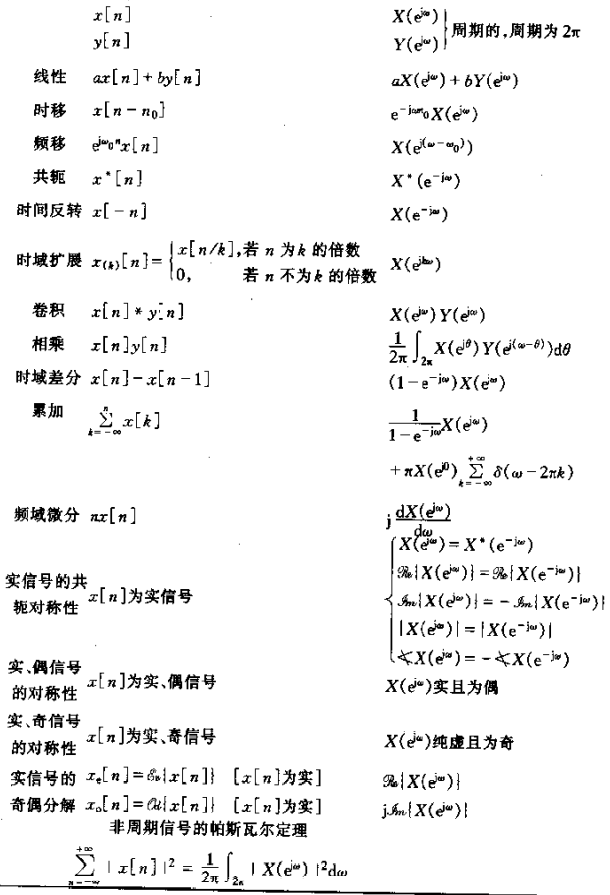 x[n] X(e^{jω})
y[n] Y(e^{jω}) } 周期的,周期为 2π
线性 ax[n] + by[n] aX(e^{jω}) + bY(e^{jω})
时移 x[n − n₀] e^{−jωn₀}X(e^{jω})
频移 e^{jω₀n}x[n] X(e^{j(ω−ω₀)})
共轭 x*[n] X*(e^{−jω})
时间反转 x[−n] X(e^{−jω})
时域扩展 x_{(k)}[n] = { x[n/k],若 n 为 k 的倍数 X(e^{jkω})
0, 若 n 不为 k 的倍数
卷积 x[n] * y[n] X(e^{jω})Y(e^{jω})
相乘 x[n]y[n] \frac{1}{2π}∫_{2π} X(e^{jθ})Y(e^{j(ω−θ)})dθ
时域差分 x[n] − x[n − 1] (1 − e^{−jω})X(e^{jω})
累加 \sum_{k=−∞}^{n} x[k] \frac{1}{1−e^{−jω}}X(e^{jω})
+ πX(e^{j0}) \sum_{k=−∞}^{+∞} δ(ω − 2πk)
频域微分 nx[n] j\frac{dX(e^{jω})}{dω}
实信号的共轭对称性 x[n]为实信号 { X(e^{jω}) = X*(e^{−jω})
ℛe{X(e^{jω})} = ℛe{X(e^{−jω})}
ℐm{X(e^{jω})} = − ℐm{X(e^{−jω})}
|X(e^{jω})| = |X(e^{−jω})|
∢X(e^{jω}) = − ∢X(e^{−jω})
实、偶信号的对称性 x[n]为实、偶信号 X(e^{jω})实且为偶
实、奇信号的对称性 x[n]为实、奇信号 X(e^{jω})纯虚且为奇
实信号的 x_e[n] = ℰv{x[n]} [x[n]为实] ℛe{X(e^{jω})}
奇偶分解 x_o[n] = 𝒪d{x[n]} [x[n]为实] jℐm{X(e^{jω})}
非周期信号的帕斯瓦尔定理
\sum_{n=−∞}^{+∞} |x[n]|² = \frac{1}{2π}∫_{2π} |X(e^{jω})|²dω